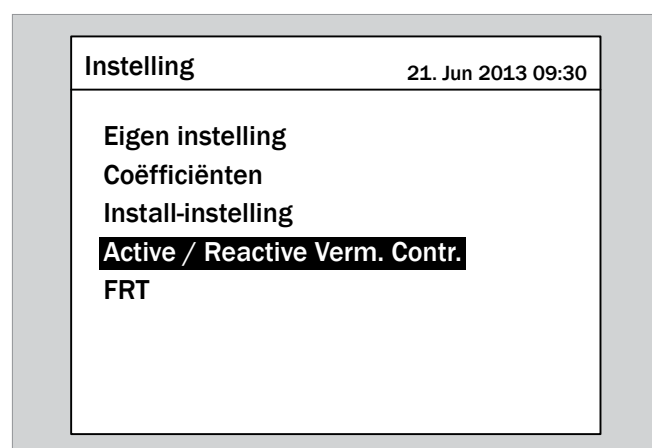 Instelling
21. Jun 2013 09:30
Eigen instelling
Coëfficiënten
Install-instelling
Active / Reactive Verm. Contr.
FRT